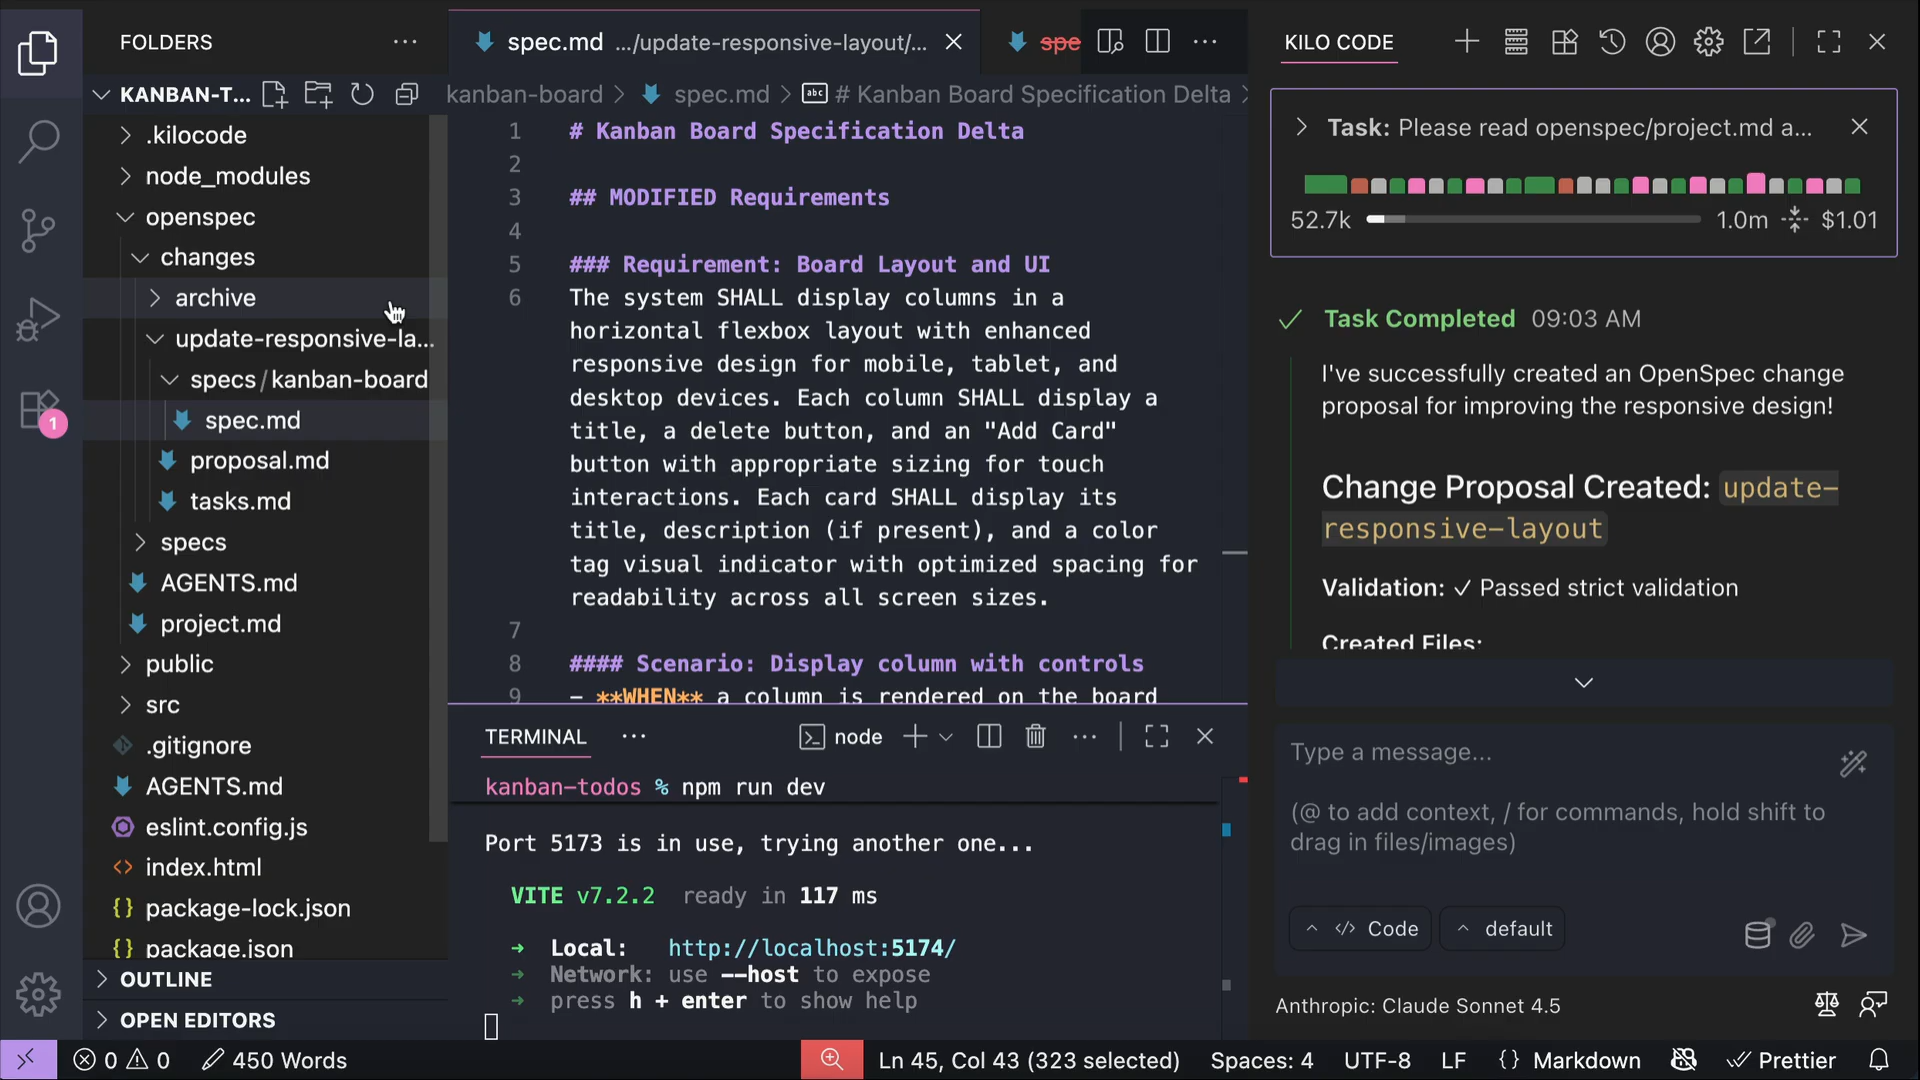 FOLDERS
KANBAN-T...
.kilocode
node_modules
openspec
changes
archive
update-responsive-la...
specs/kanban-board
spec.md
proposal.md
tasks.md
specs
AGENTS.md
project.md
public
src
.gitignore
AGENTS.md
eslint.config.js
index.html
package-lock.json
package.json
OUTLINE
OPEN EDITORS
1
spec.md .../update-responsive-layout/...
spe
kanban-board > spec.md > abc # Kanban Board Specification Delta >
1 # Kanban Board Specification Delta
2
3 ## MODIFIED Requirements
4
5 ### Requirement: Board Layout and UI
6 The system SHALL display columns in a
horizontal flexbox layout with enhanced
responsive design for mobile, tablet, and
desktop devices. Each column SHALL display a
title, a delete button, and an "Add Card"
button with appropriate sizing for touch
interactions. Each card SHALL display its
title, description (if present), and a color
tag visual indicator with optimized spacing for
readability across all screen sizes.
7
8 #### Scenario: Display column with controls
9 - **WHEN** a column is rendered on the board
TERMINAL
node
kanban-todos % npm run dev
Port 5173 is in use, trying another one...
VITE v7.2.2 ready in 117 ms
➜ Local: http://localhost:5174/
➜ Network: use --host to expose
➜ press h + enter to show help
KILO CODE
Task: Please read openspec/project.md a...
52.7k 1.0m $1.01
Task Completed 09:03 AM
I've successfully created an OpenSpec change
proposal for improving the responsive design!
Change Proposal Created: update-
responsive-layout
Validation: ✓ Passed strict validation
Created Files:
Type a message...
(@ to add context, / for commands, hold shift to
drag in files/images)
Code
default
Anthropic: Claude Sonnet 4.5
0 0 450 Words Ln 45, Col 43 (323 selected) Spaces: 4 UTF-8 LF {} Markdown Prettier